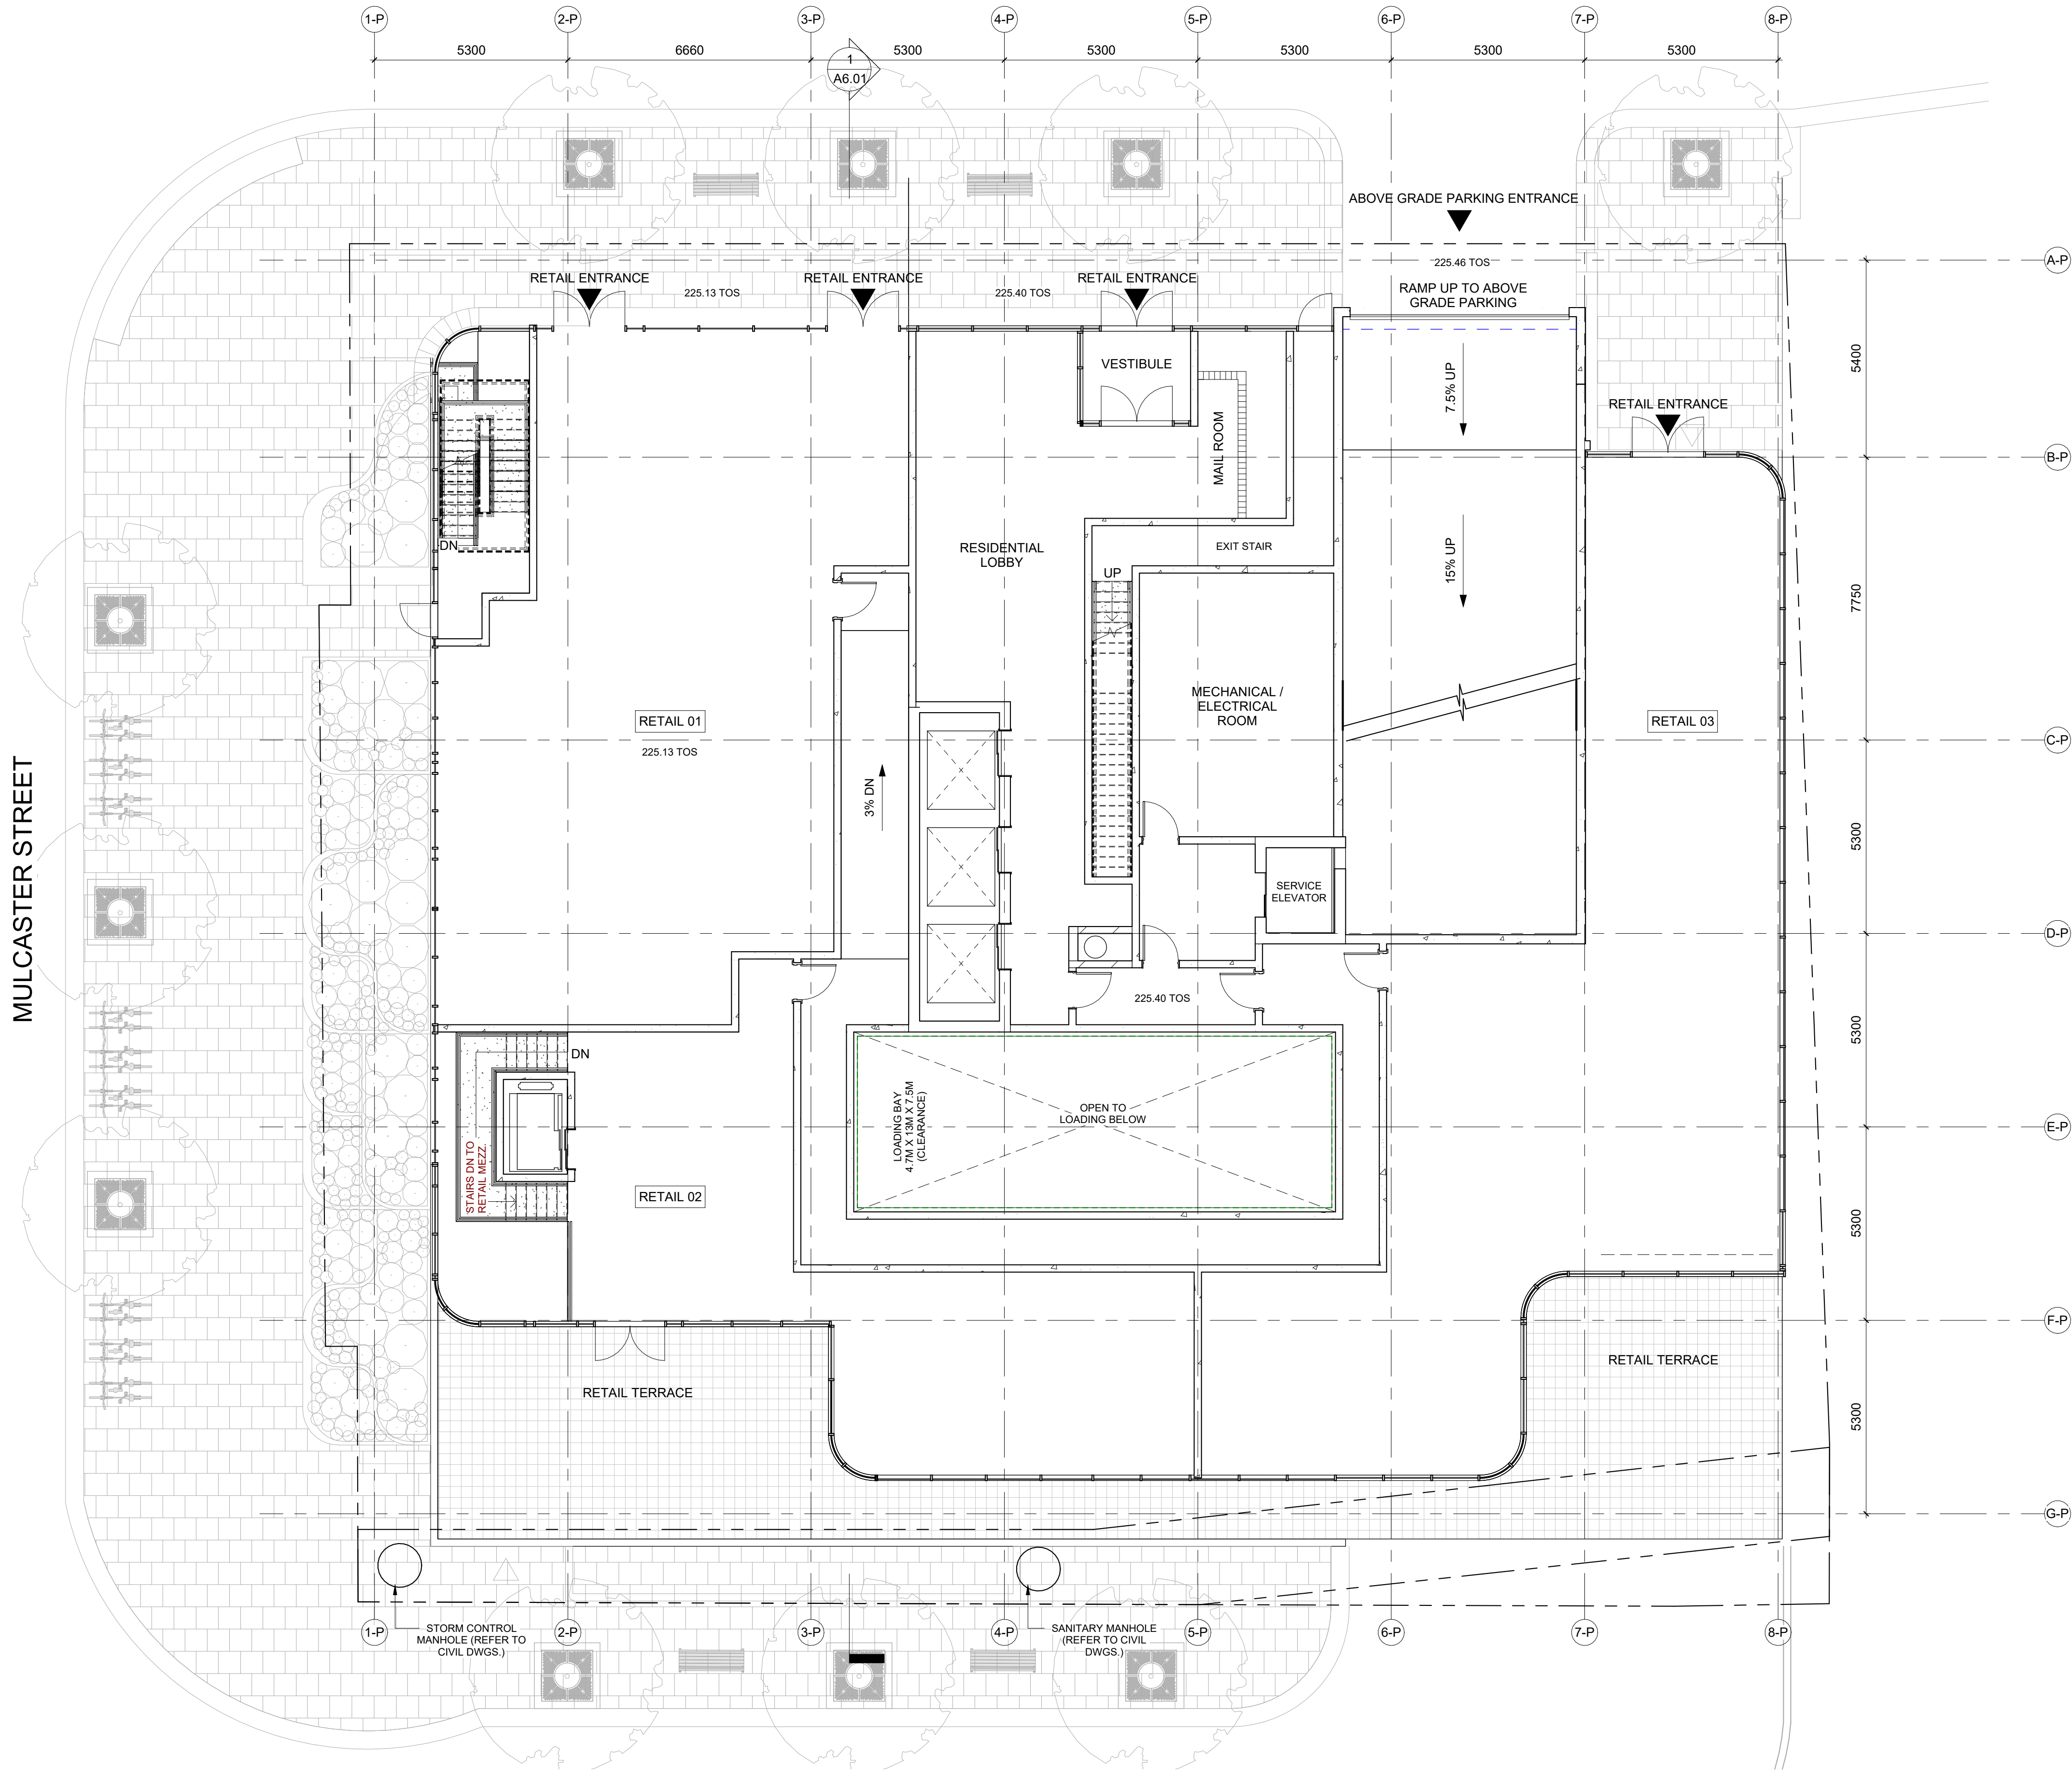 1-P
2-P
3-P
4-P
5-P
6-P
7-P
8-P
5300
6660
5300
5300
5300
5300
5300
1
A6.01
ABOVE GRADE PARKING ENTRANCE
225.46 TOS
A-P
RETAIL ENTRANCE
RETAIL ENTRANCE
RETAIL ENTRANCE
225.13 TOS
225.40 TOS
RAMP UP TO ABOVE
GRADE PARKING
5400
VESTIBULE
7.5% UP
RETAIL ENTRANCE
MAIL ROOM
B-P
DN
RESIDENTIAL
LOBBY
EXIT STAIR
UP
15% UP
7750
MECHANICAL /
ELECTRICAL
ROOM
RETAIL 01
225.13 TOS
RETAIL 03
C-P
MULCASTER STREET
3% DN
5300
SERVICE
ELEVATOR
D-P
225.40 TOS
5300
DN
LOADING BAY
4.7M X 13M X 7.5M
(CLEARANCE)
OPEN TO
LOADING BELOW
E-P
STAIRS DN TO
RETAIL MEZZ.
RETAIL 02
5300
F-P
RETAIL TERRACE
RETAIL TERRACE
5300
G-P
1-P
2-P
3-P
4-P
5-P
6-P
7-P
8-P
STORM CONTROL
MANHOLE (REFER TO
CIVIL DWGS.)
SANITARY MANHOLE
(REFER TO CIVIL
DWGS.)